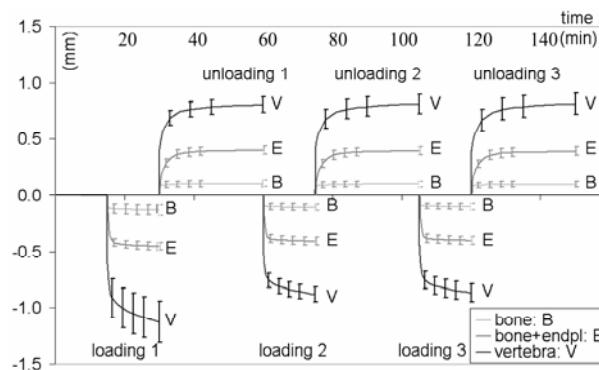 1.5
time
(mm)
20 40 60 80 100 120 140 (min)
1.0
unloading 1 unloading 2 unloading 3
V V V
0.5
E E E
B B B
0.0
B B B
-0.5
E E E
V V
-1.0
V
bone: B
bone+endpl: E
vertebra: V
loading 1 loading 2 loading 3
-1.5